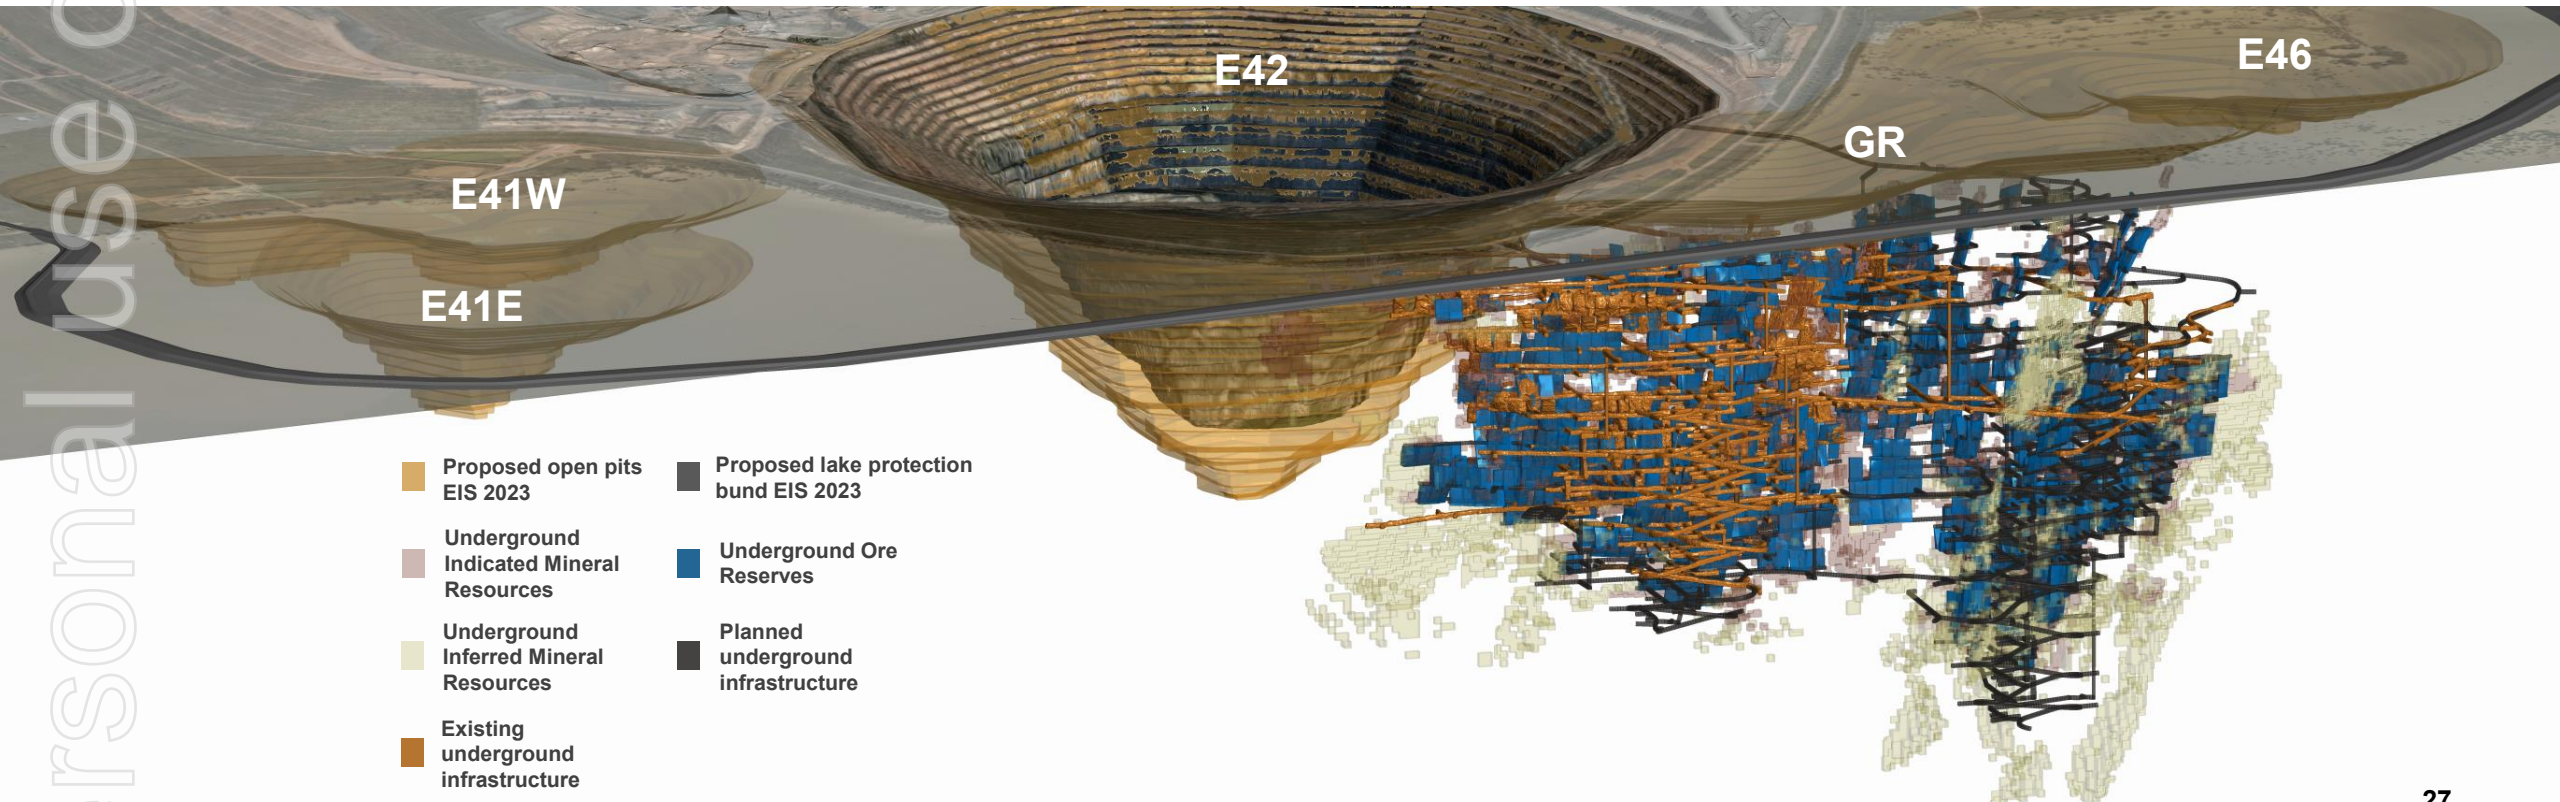 E42
E46
GR
E41W
E41E
Proposed open pits
EIS 2023
Proposed lake protection
bund EIS 2023
Underground
Indicated Mineral
Resources
Underground Ore
Reserves
Underground
Inferred Mineral
Resources
Planned
underground
infrastructure
Existing
underground
infrastructure
27
rsonal use o